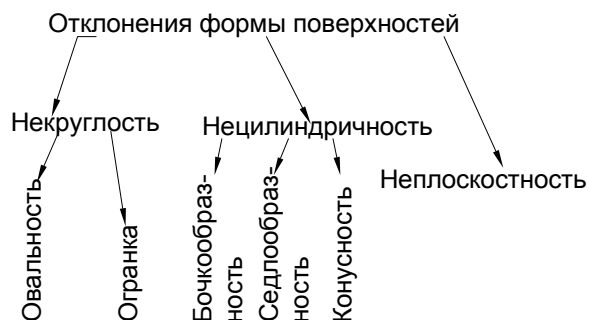 Отклонения формы поверхностей
Некруглость
Нецилиндричность
Неплоскостность
Овальность
Огранка
Бочкообраз-
ность
Седлообраз-
ность
Конусность